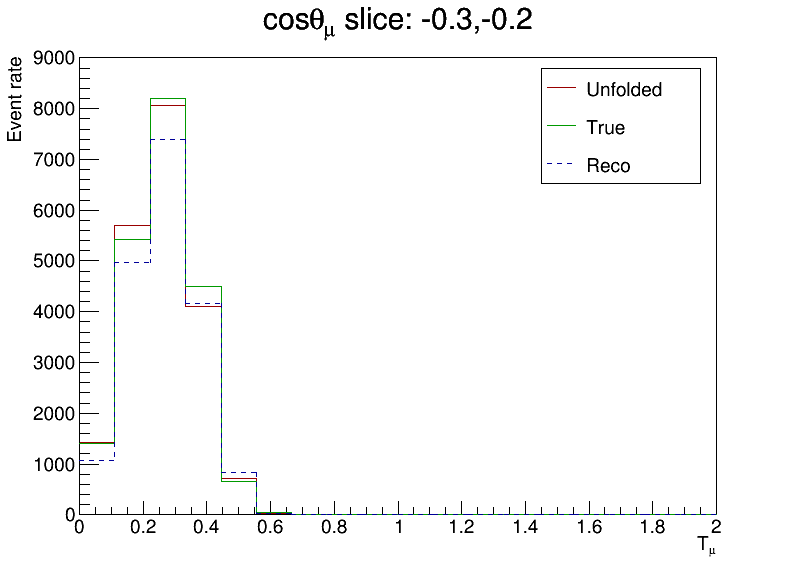 cosθμ slice: -0.3,-0.2
Event rate
9000
8000
7000
6000
5000
4000
3000
2000
1000
0
Unfolded
True
Reco
0 0.2 0.4 0.6 0.8 1 1.2 1.4 1.6 1.8 2
Tμ